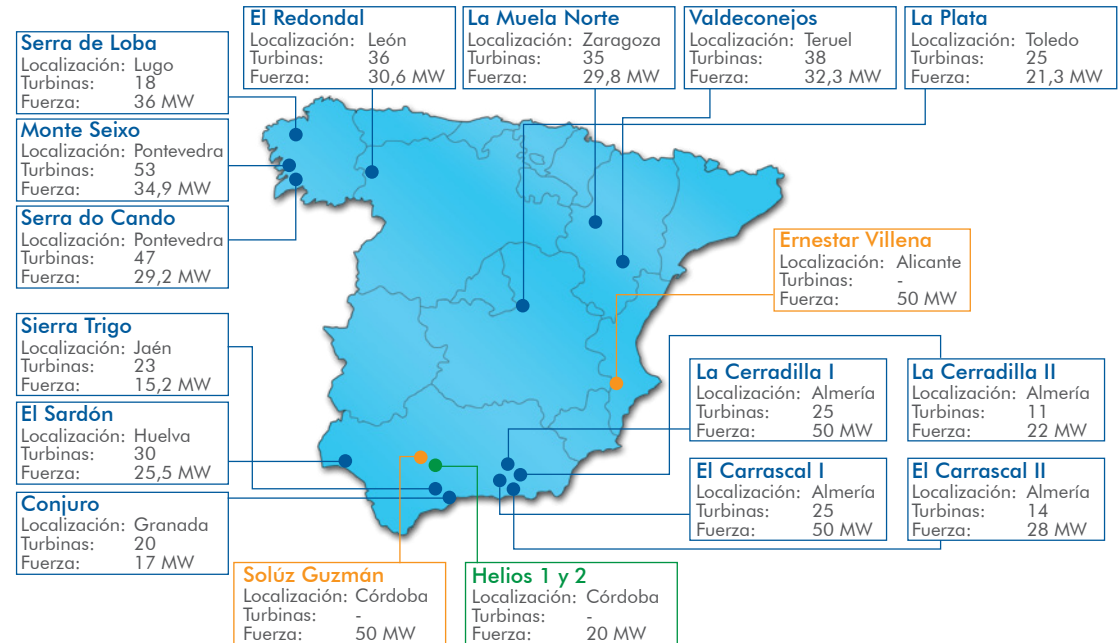 El Redondal
Localización: León
Turbinas: 36
Fuerza: 30,6 MW
La Muela Norte
Localización: Zaragoza
Turbinas: 35
Fuerza: 29,8 MW
Valdeconejos
Localización: Teruel
Turbinas: 38
Fuerza: 32,3 MW
La Plata
Localización: Toledo
Turbinas: 25
Fuerza: 21,3 MW
Serra de Loba
Localización: Lugo
Turbinas: 18
Fuerza: 36 MW
Monte Seixo
Localización: Pontevedra
Turbinas: 53
Fuerza: 34,9 MW
Serra do Cando
Localización: Pontevedra
Turbinas: 47
Fuerza: 29,2 MW
Ernestar Villena
Localización: Alicante
Turbinas: -
Fuerza: 50 MW
Sierra Trigo
Localización: Jaén
Turbinas: 23
Fuerza: 15,2 MW
El Sardón
Localización: Huelva
Turbinas: 30
Fuerza: 25,5 MW
Conjuro
Localización: Granada
Turbinas: 20
Fuerza: 17 MW
La Cerradilla I
Localización: Almería
Turbinas: 25
Fuerza: 50 MW
La Cerradilla II
Localización: Almería
Turbinas: 11
Fuerza: 22 MW
El Carrascal I
Localización: Almería
Turbinas: 25
Fuerza: 50 MW
El Carrascal II
Localización: Almería
Turbinas: 14
Fuerza: 28 MW
Solúz Guzmán
Localización: Córdoba
Turbinas: -
Fuerza: 50 MW
Helios 1 y 2
Localización: Córdoba
Turbinas: -
Fuerza: 20 MW